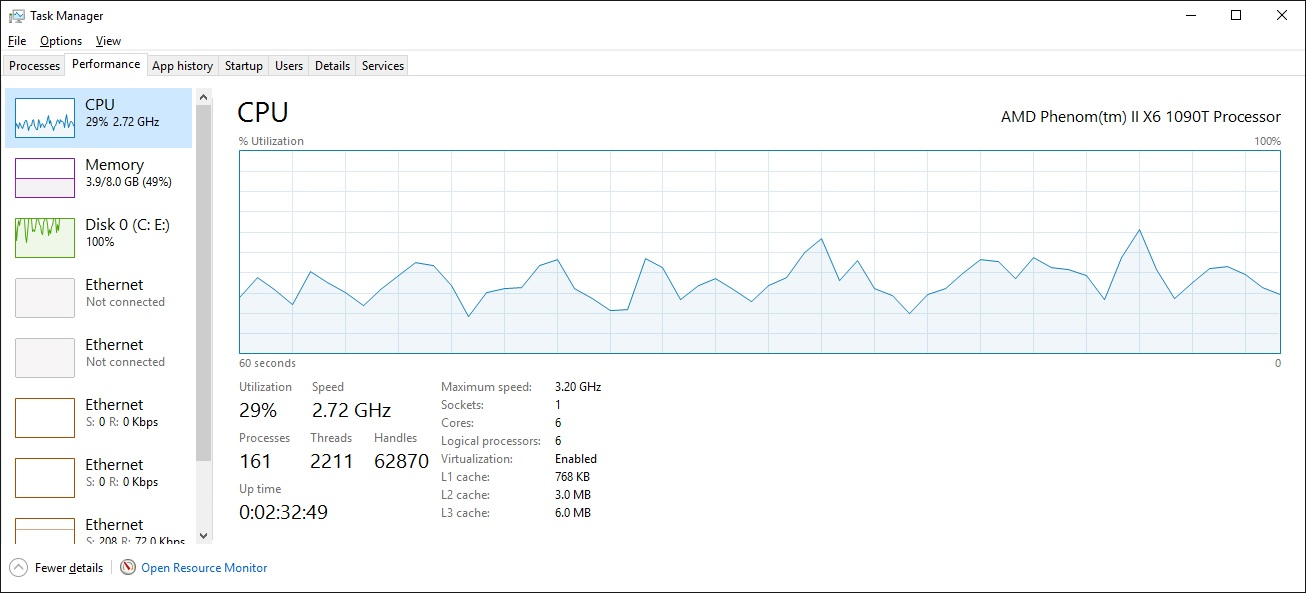 Task Manager
File Options View
Processes Performance App history Startup Users Details Services
CPU
29% 2.72 GHz
Memory
3.9/8.0 GB (49%)
Disk 0 (C: E:)
100%
Ethernet
Not connected
Ethernet
Not connected
Ethernet
S: 0 R: 0 Kbps
Ethernet
S: 0 R: 0 Kbps
Ethernet
S: 208 R: 72.0 Kbps
CPU
AMD Phenom(tm) II X6 1090T Processor
% Utilization 100%
60 seconds 0
Utilization Speed
29% 2.72 GHz
Processes Threads Handles
161 2211 62870
Up time
0:02:32:49
Maximum speed: 3.20 GHz
Sockets: 1
Cores: 6
Logical processors: 6
Virtualization: Enabled
L1 cache: 768 KB
L2 cache: 3.0 MB
L3 cache: 6.0 MB
Fewer details Open Resource Monitor